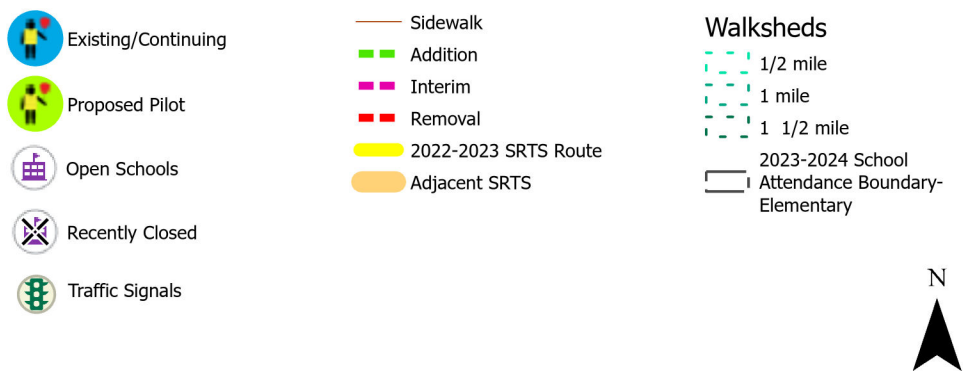 Existing/Continuing
Proposed Pilot
Open Schools
Recently Closed
Traffic Signals
Sidewalk
Addition
Interim
Removal
2022-2023 SRTS Route
Adjacent SRTS
Walksheds
1/2 mile
1 mile
1 1/2 mile
2023-2024 School
Attendance Boundary-
Elementary
N